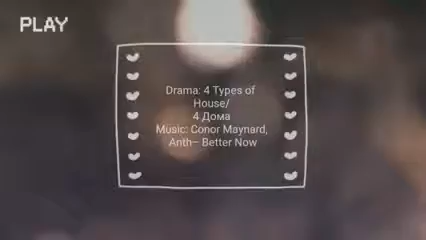 PLAY
Drama: 4 Types of
House/
4 Дома
Music: Conor Maynard,
Anth– Better Now